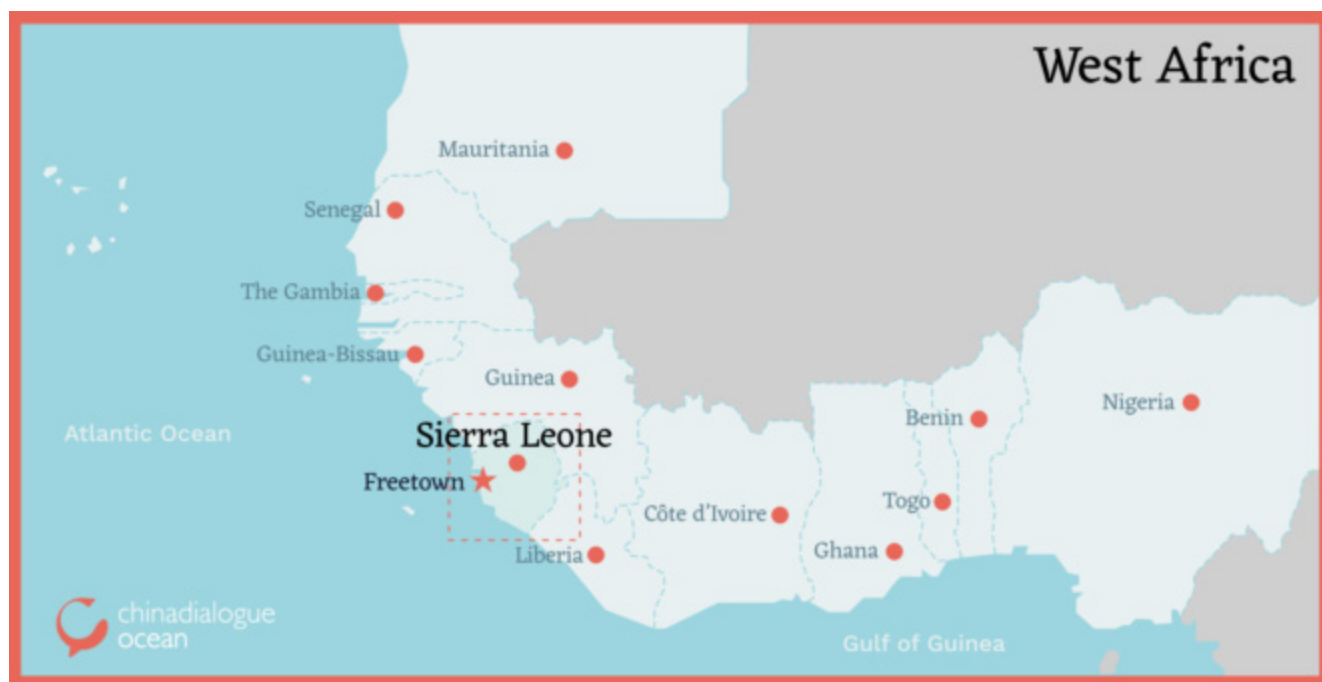 West Africa
Mauritania
Senegal
The Gambia
Guinea-Bissau
Guinea
Sierra Leone
Freetown
Liberia
Côte d'Ivoire
Ghana
Togo
Benin
Nigeria
Atlantic Ocean
Gulf of Guinea
chinadialogue
ocean